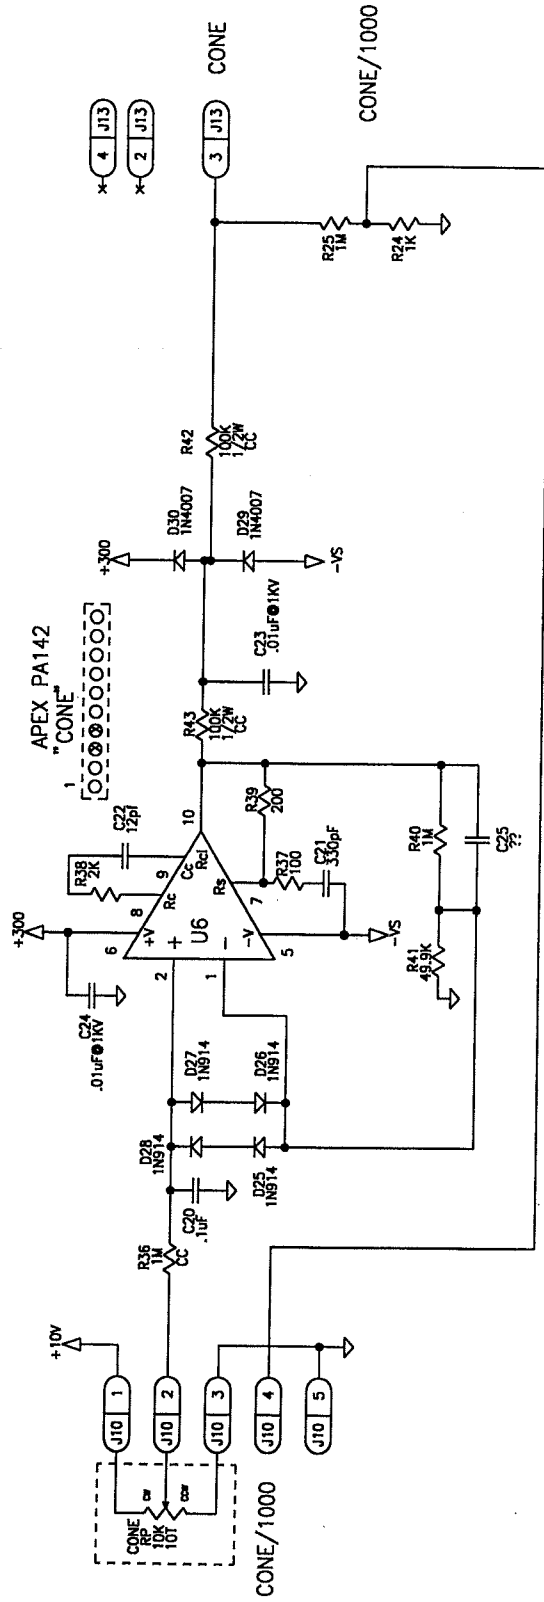 CONE
RP
10K
10T
CW
CCW
CONE/1000
J10 1
J10 2
J10 3
J10 4
J10 5
+10V
R36
1M
CC
C20
.1uF
D28
1N914
D27
1N914
D25
1N914
D26
1N914
C24
.01uF@1KV
+300
2
1
6
+V
+
-
U6
-V
5
8
Rc
9
Cc
10
Rcl
Rs
7
R38
2K
C22
12pf
R39
200
R37
100
C21
330pF
-VS
R41
49.9K
R40
1M
C25
??
APEX PA142
"CONE"
1
R43
100K
1/2W
CC
C23
.01uF@1KV
+300
D30
1N4007
D29
1N4007
-VS
R42
100K
1/2W
CC
R25
1M
R24
1K
4 J13
2 J13
3 J13
CONE
CONE/1000